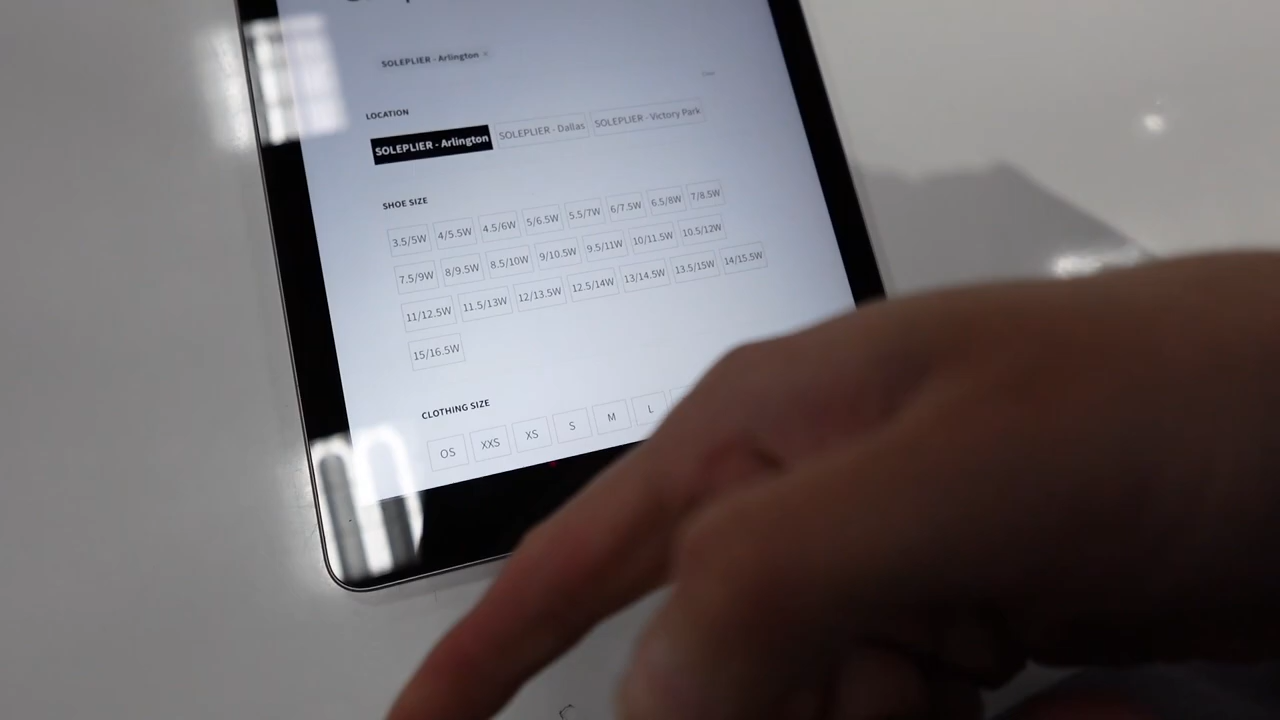 SOLEPLIER - Arlington ×
LOCATION
SOLEPLIER - Arlington SOLEPLIER - Dallas SOLEPLIER - Victory Park
SHOE SIZE
3.5/5W 4/5.5W 4.5/6W 5/6.5W 5.5/7W 6/7.5W 6.5/8W 7/8.5W
7.5/9W 8/9.5W 8.5/10W 9/10.5W 9.5/11W 10/11.5W 10.5/12W
11/12.5W 11.5/13W 12/13.5W 12.5/14W 13/14.5W 13.5/15W 14/15.5W
15/16.5W
CLOTHING SIZE
OS XXS XS S M L